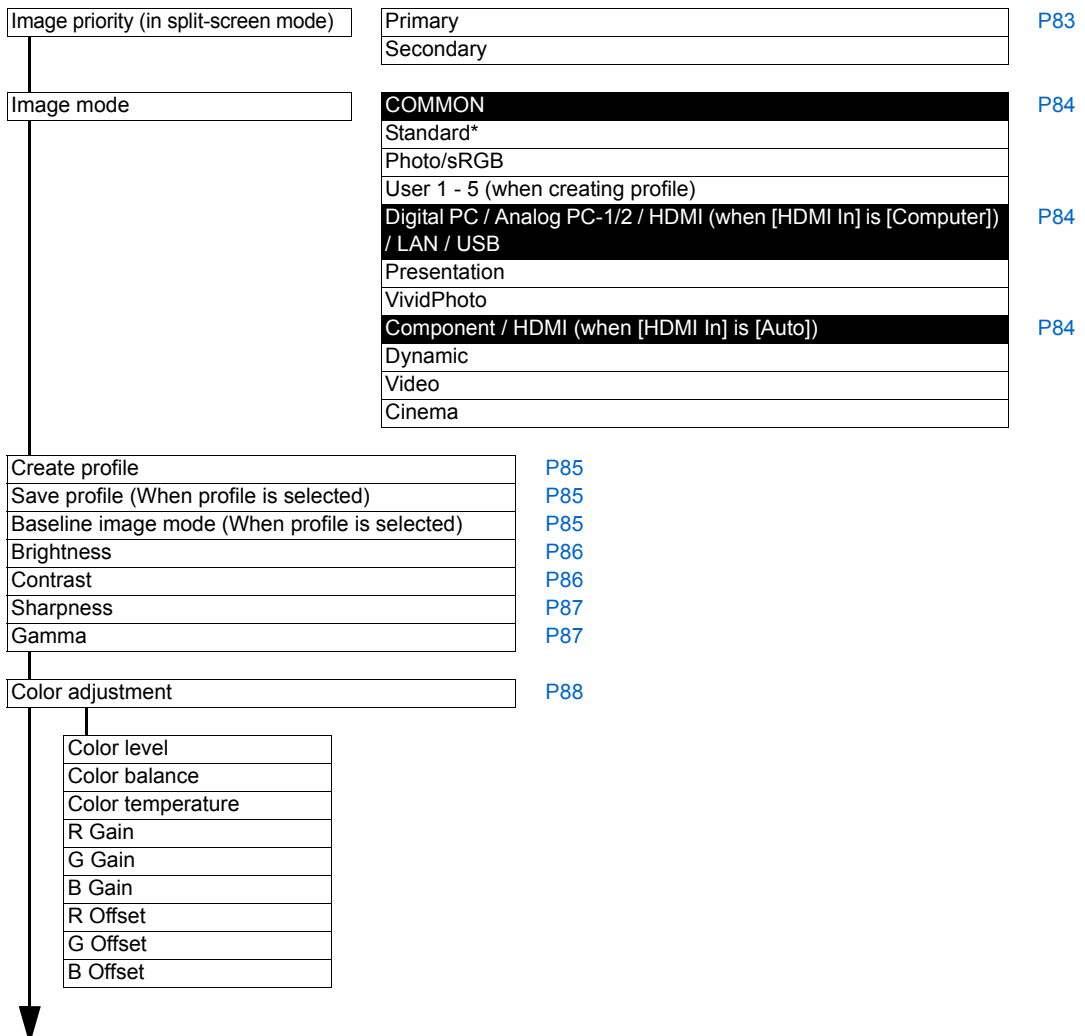 Image priority (in split-screen mode) Primary P83
Secondary
Image mode COMMON P84
Standard*
Photo/sRGB
User 1 - 5 (when creating profile)
Digital PC / Analog PC-1/2 / HDMI (when [HDMI In] is [Computer]) P84
/ LAN / USB
Presentation
VividPhoto
Component / HDMI (when [HDMI In] is [Auto]) P84
Dynamic
Video
Cinema
Create profile P85
Save profile (When profile is selected) P85
Baseline image mode (When profile is selected) P85
Brightness P86
Contrast P86
Sharpness P87
Gamma P87
Color adjustment P88
Color level
Color balance
Color temperature
R Gain
G Gain
B Gain
R Offset
G Offset
B Offset